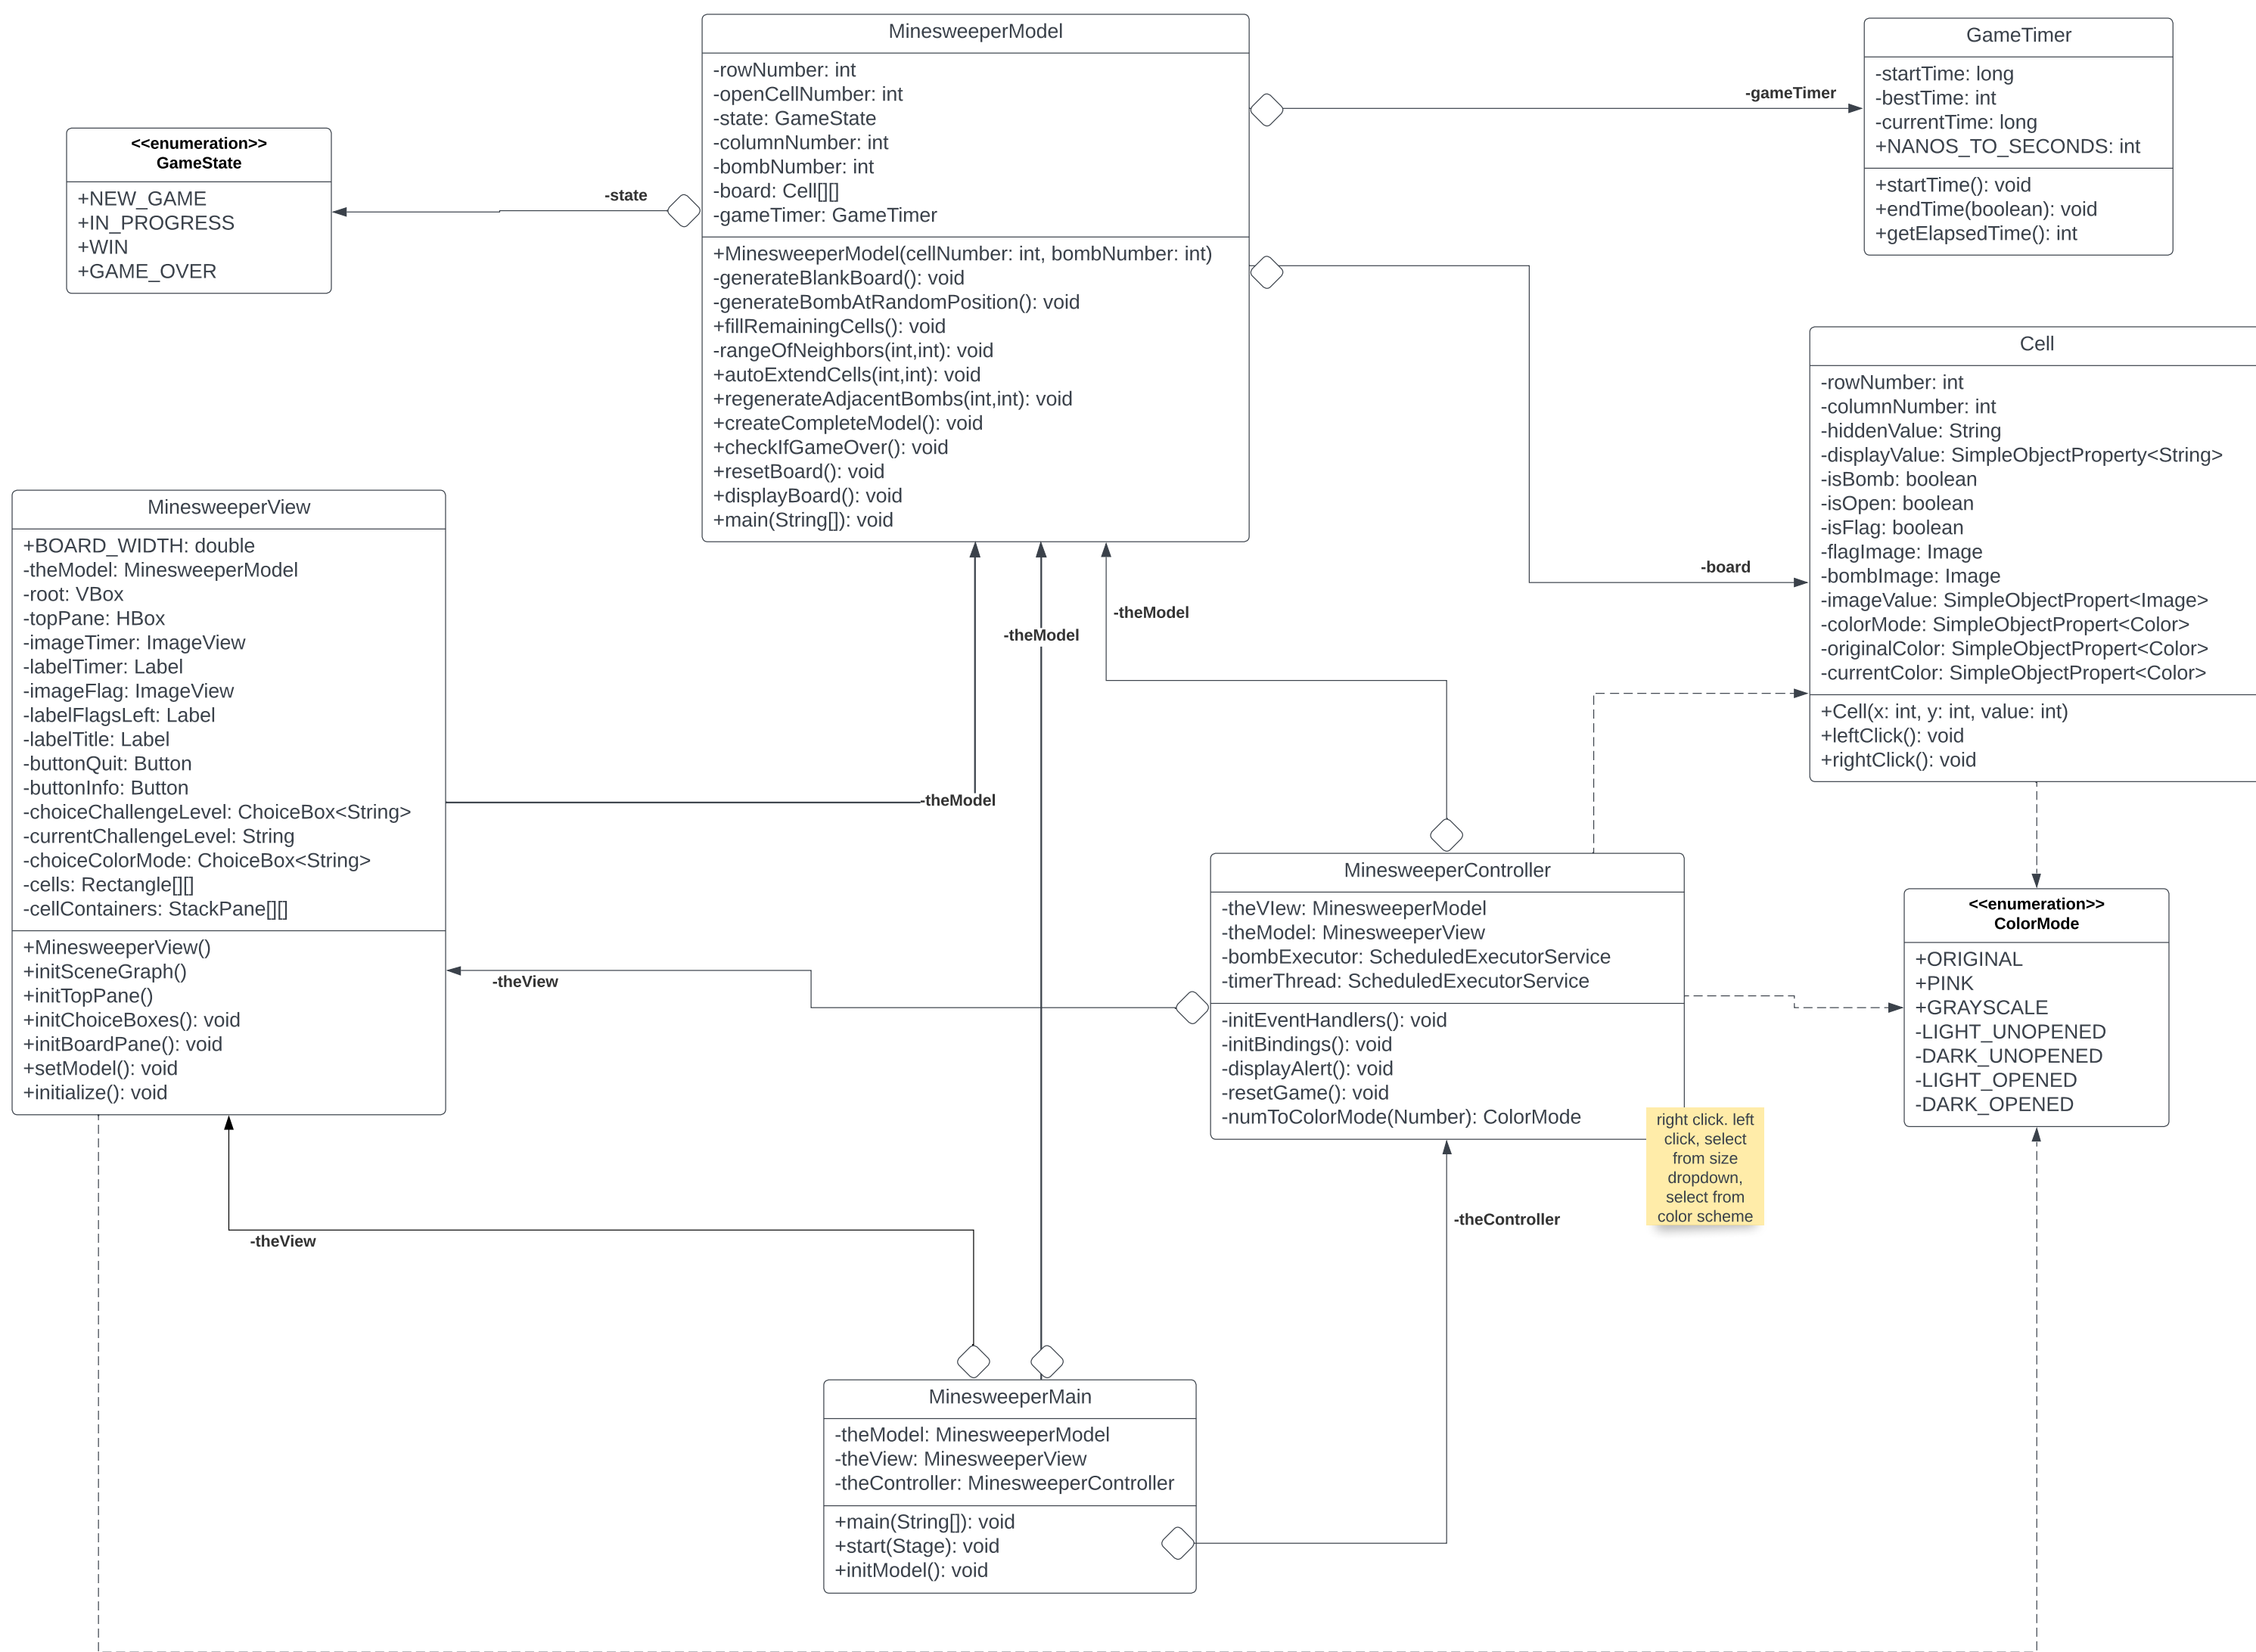 MinesweeperModel
-rowNumber: int
-openCellNumber: int
-state: GameState
-columnNumber: int
-bombNumber: int
-board: Cell[][]
-gameTimer: GameTimer
+MinesweeperModel(cellNumber: int, bombNumber: int)
-generateBlankBoard(): void
-generateBombAtRandomPosition(): void
+fillRemainingCells(): void
-rangeOfNeighbors(int,int): void
+autoExtendCells(int,int): void
+regenerateAdjacentBombs(int,int): void
+createCompleteModel(): void
+checkIfGameOver(): void
+resetBoard(): void
+displayBoard(): void
+main(String[]): void
GameTimer
-startTime: long
-bestTime: int
-currentTime: long
+NANOS_TO_SECONDS: int
+startTime(): void
+endTime(boolean): void
+getElapsedTime(): int
-gameTimer
<<enumeration>>
GameState
+NEW_GAME
+IN_PROGRESS
+WIN
+GAME_OVER
-state
Cell
-rowNumber: int
-columnNumber: int
-hiddenValue: String
-displayValue: SimpleObjectProperty<String>
-isBomb: boolean
-isOpen: boolean
-isFlag: boolean
-flagImage: Image
-bombImage: Image
-imageValue: SimpleObjectPropert<Image>
-colorMode: SimpleObjectPropert<Color>
-originalColor: SimpleObjectPropert<Color>
-currentColor: SimpleObjectPropert<Color>
+Cell(x: int, y: int, value: int)
+leftClick(): void
+rightClick(): void
-board
MinesweeperView
+BOARD_WIDTH: double
-theModel: MinesweeperModel
-root: VBox
-topPane: HBox
-imageTimer: ImageView
-labelTimer: Label
-imageFlag: ImageView
-labelFlagsLeft: Label
-labelTitle: Label
-buttonQuit: Button
-buttonInfo: Button
-choiceChallengeLevel: ChoiceBox<String>
-currentChallengeLevel: String
-choiceColorMode: ChoiceBox<String>
-cells: Rectangle[][]
-cellContainers: StackPane[][]
+MinesweeperView()
+initSceneGraph()
+initTopPane()
+initChoiceBoxes(): void
+initBoardPane(): void
+setModel(): void
+initialize(): void
-theModel
-theModel
-theModel
MinesweeperController
-theVIew: MinesweeperModel
-theModel: MinesweeperView
-bombExecutor: ScheduledExecutorService
-timerThread: ScheduledExecutorService
-initEventHandlers(): void
-initBindings(): void
-displayAlert(): void
-resetGame(): void
-numToColorMode(Number): ColorMode
right click. left
click, select
from size
dropdown,
select from
color scheme
<<enumeration>>
ColorMode
+ORIGINAL
+PINK
+GRAYSCALE
-LIGHT_UNOPENED
-DARK_UNOPENED
-LIGHT_OPENED
-DARK_OPENED
-theView
-theView
-theController
MinesweeperMain
-theModel: MinesweeperModel
-theView: MinesweeperView
-theController: MinesweeperController
+main(String[]): void
+start(Stage): void
+initModel(): void